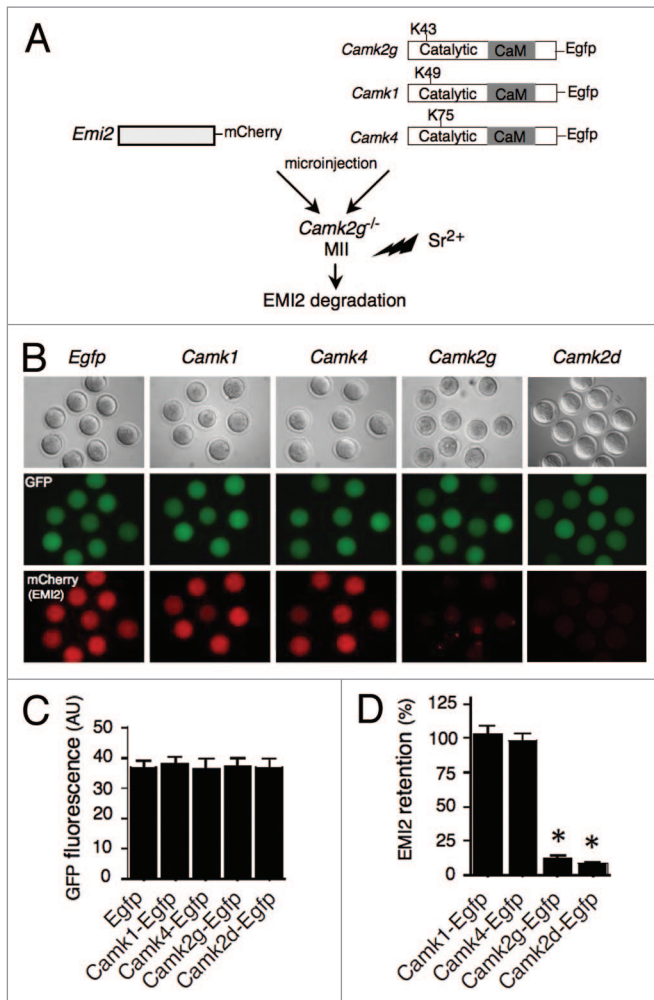 A
K43
Camk2g
Catalytic
CaM
Egfp
K49
Camk1
Catalytic
CaM
Egfp
K75
Camk4
Catalytic
CaM
Egfp
Emi2
mCherry
microinjection
Camk2g-/-
MII
Sr2+
EMI2 degradation
B
Egfp
Camk1
Camk4
Camk2g
Camk2d
GFP
mCherry
(EMI2)
C
GFP fluorescence (AU)
50
40
30
20
10
0
Egfp
Camk1-Egfp
Camk4-Egfp
Camk2g-Egfp
Camk2d-Egfp
D
EMI2 retention (%)
125
100
75
50
25
0
* *
Camk1-Egfp
Camk4-Egfp
Camk2g-Egfp
Camk2d-Egfp